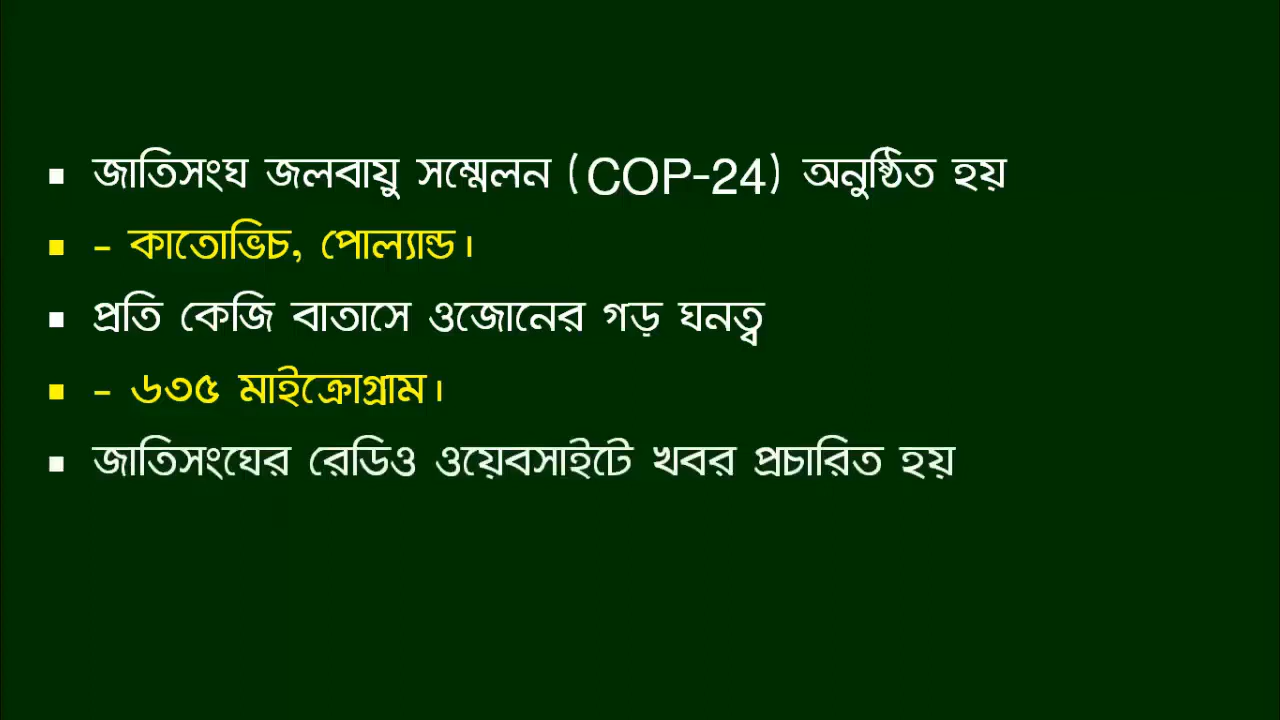 ▪ জাতিসংঘ জলবায়ু সম্মেলন (COP-24) অনুষ্ঠিত হয়
▪ - কাতোভিচ, পোল্যান্ড।
▪ প্রতি কেজি বাতাসে ওজোনের গড় ঘনত্ব
▪ - ৬৩৫ মাইক্রোগ্রাম।
▪ জাতিসংঘের রেডিও ওয়েবসাইটে খবর প্রচারিত হয়